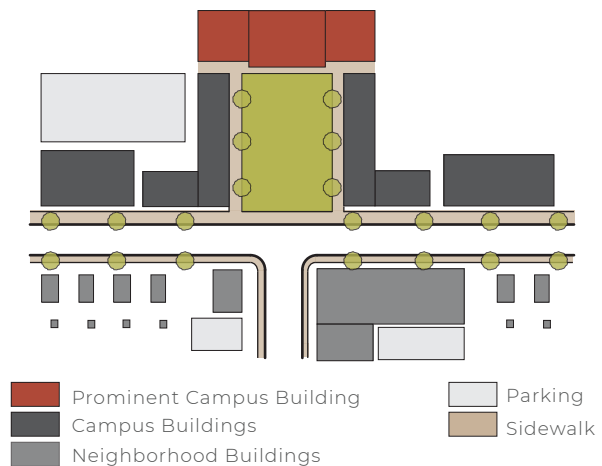 Prominent Campus Building
Campus Buildings
Neighborhood Buildings
Parking
Sidewalk